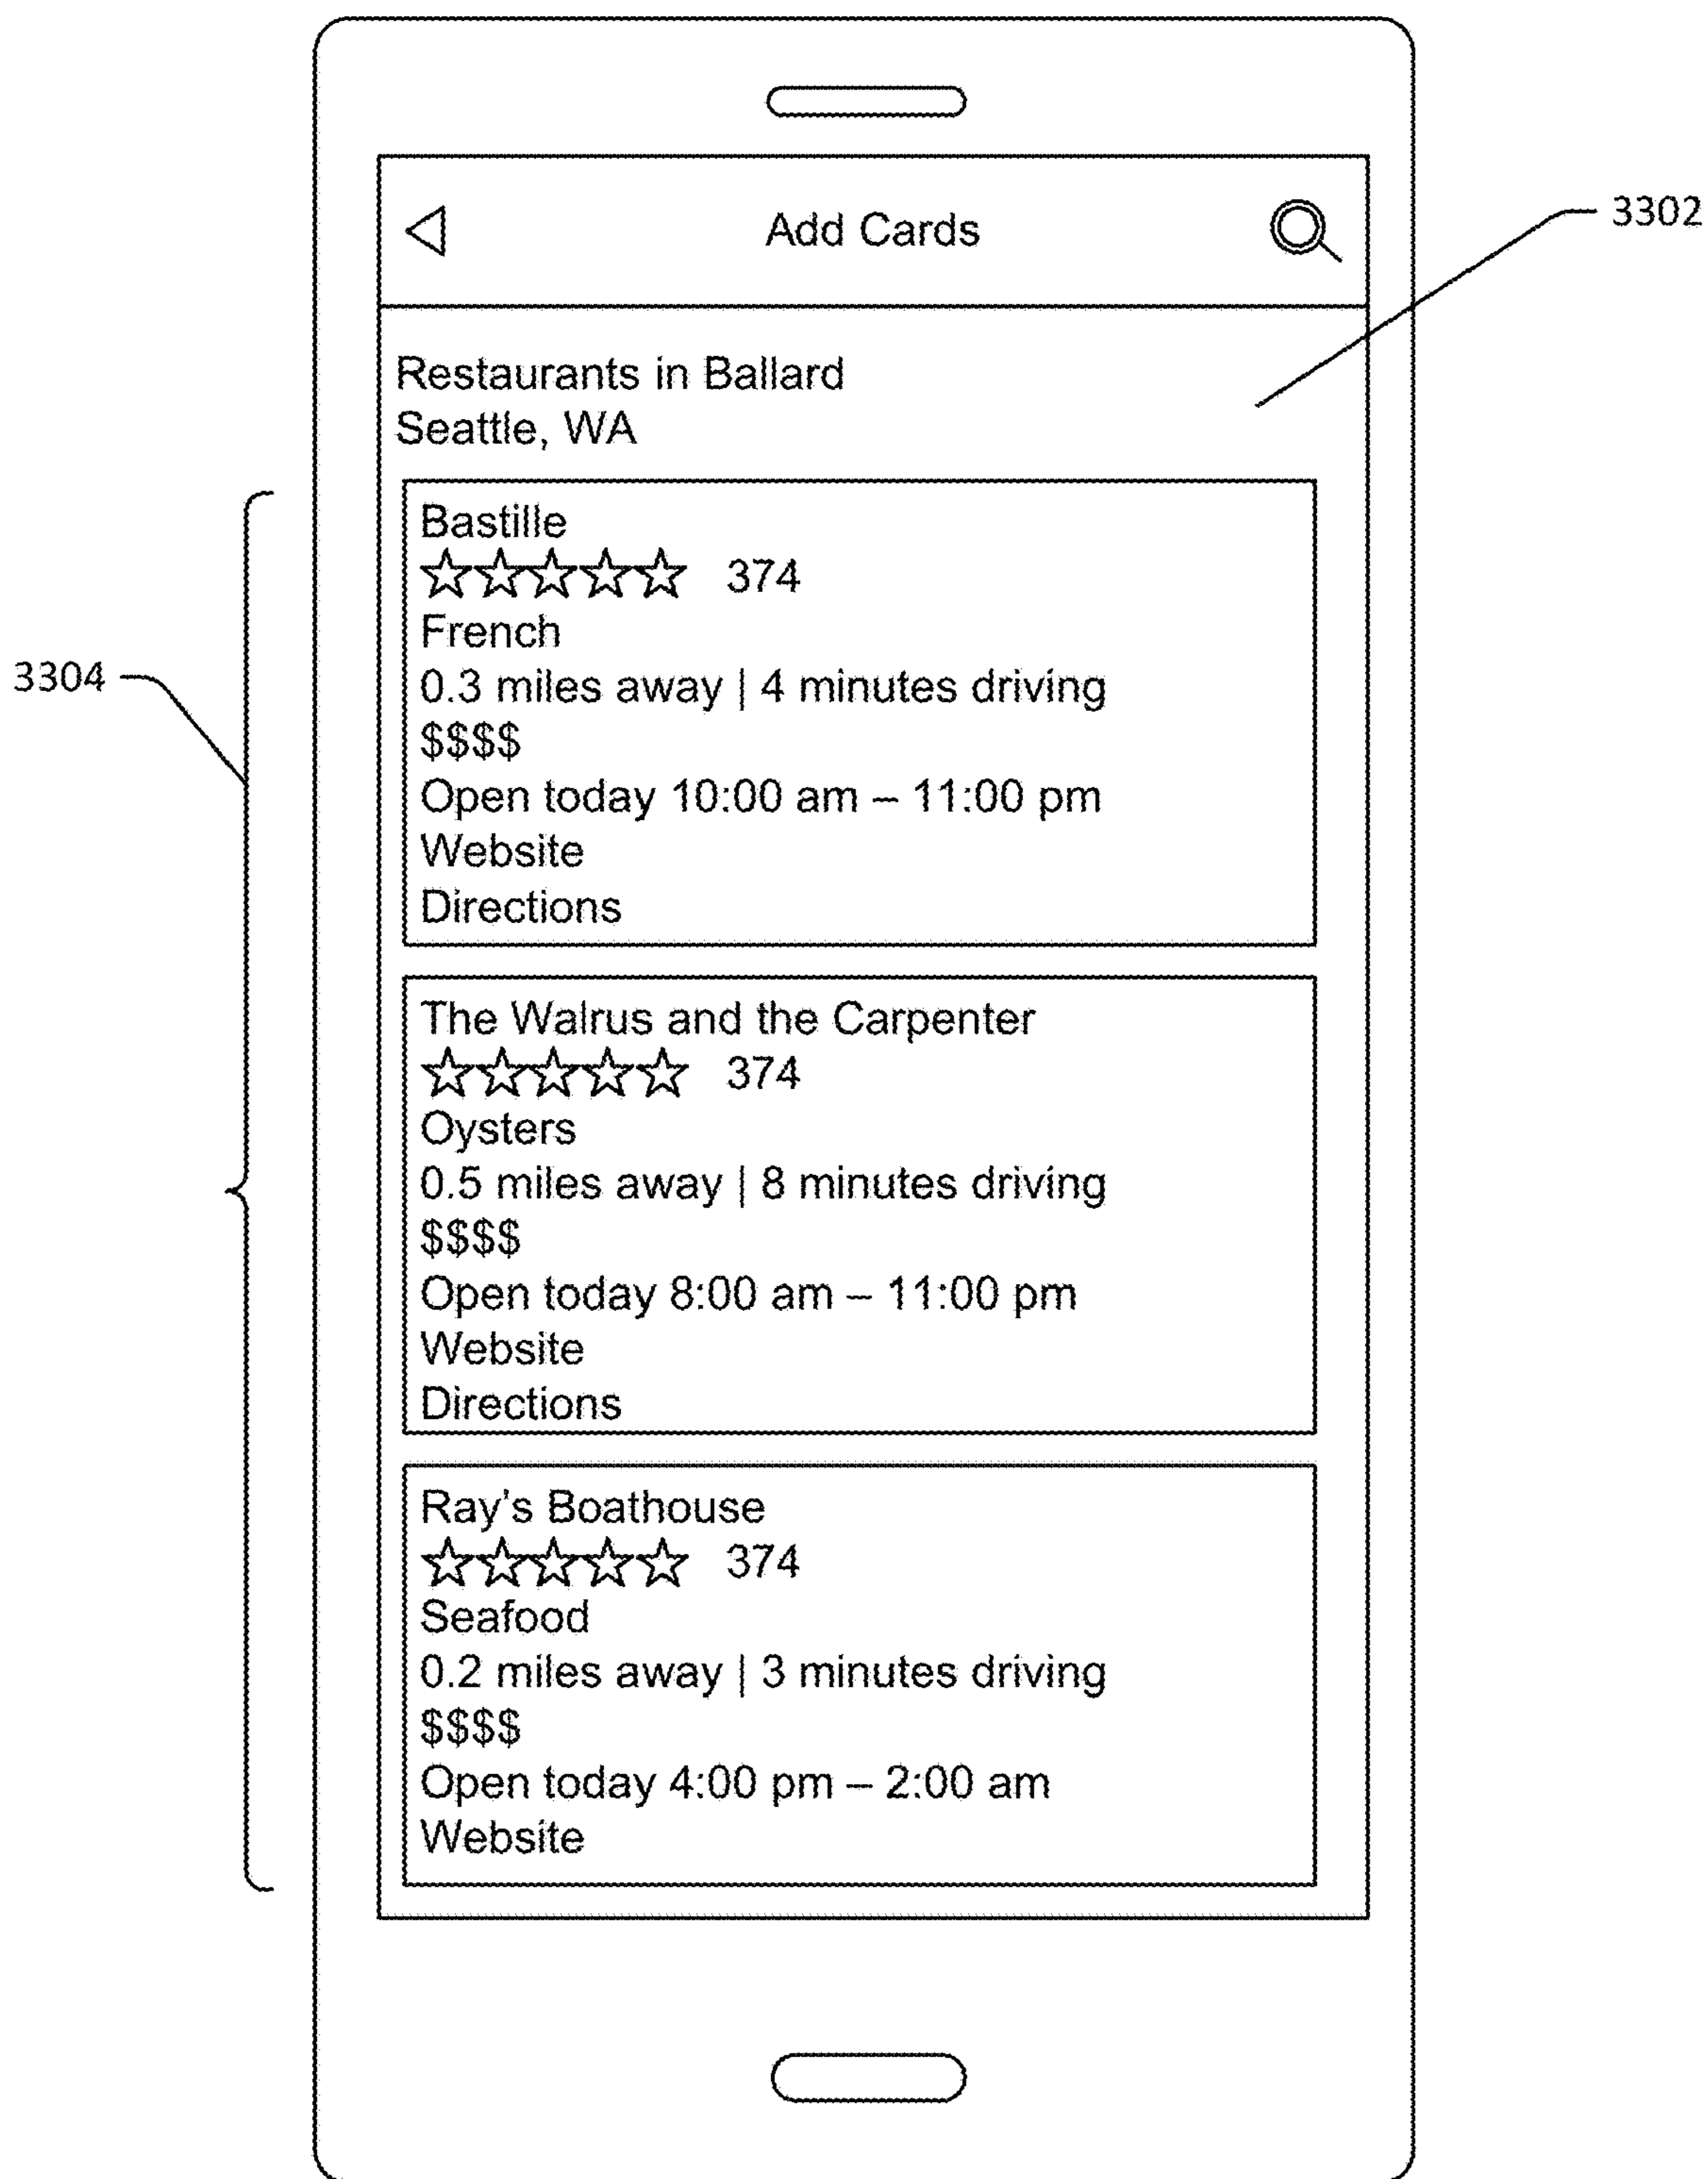 Add Cards
3302
Restaurants in Ballard
Seattle, WA
3304
Bastille
374
French
0.3 miles away | 4 minutes driving
$$$$
Open today 10:00 am – 11:00 pm
Website
Directions
The Walrus and the Carpenter
374
Oysters
0.5 miles away | 8 minutes driving
$$$$
Open today 8:00 am – 11:00 pm
Website
Directions
Ray's Boathouse
374
Seafood
0.2 miles away | 3 minutes driving
$$$$
Open today 4:00 pm – 2:00 am
Website